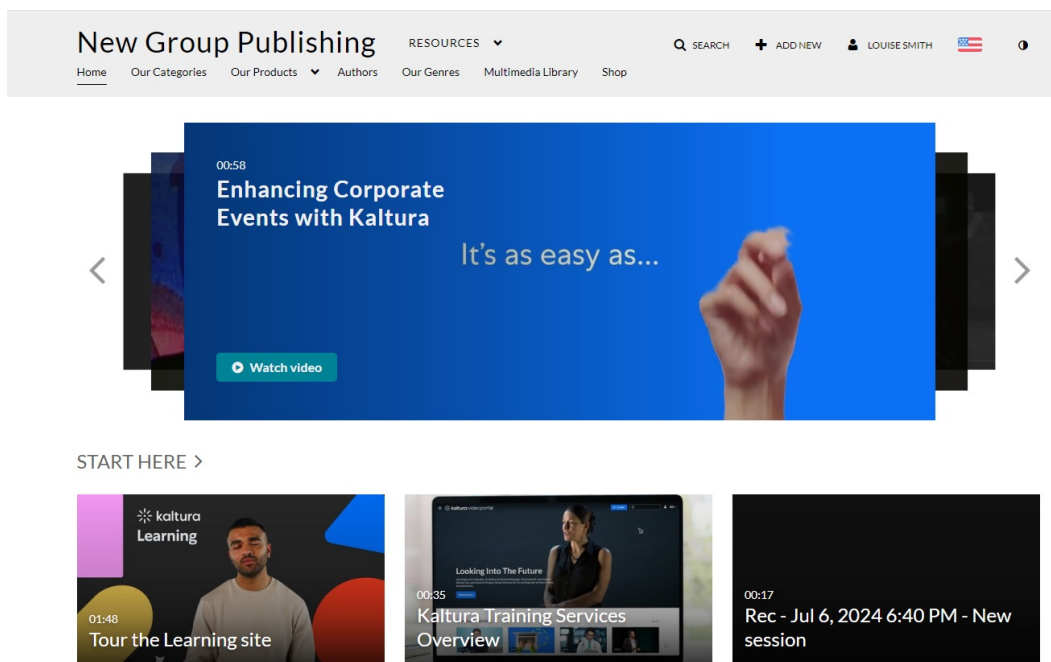 New Group Publishing
RESOURCES
SEARCH
ADD NEW
LOUISE SMITH
Home
Our Categories
Our Products
Authors
Our Genres
Multimedia Library
Shop
00:58
Enhancing Corporate
Events with Kaltura
It's as easy as...
Watch video
START HERE
kaltura
Learning
01:48
Tour the Learning site
Looking Into The Future
00:35
Kaltura Training Services
Overview
00:17
Rec - Jul 6, 2024 6:40 PM - New
session